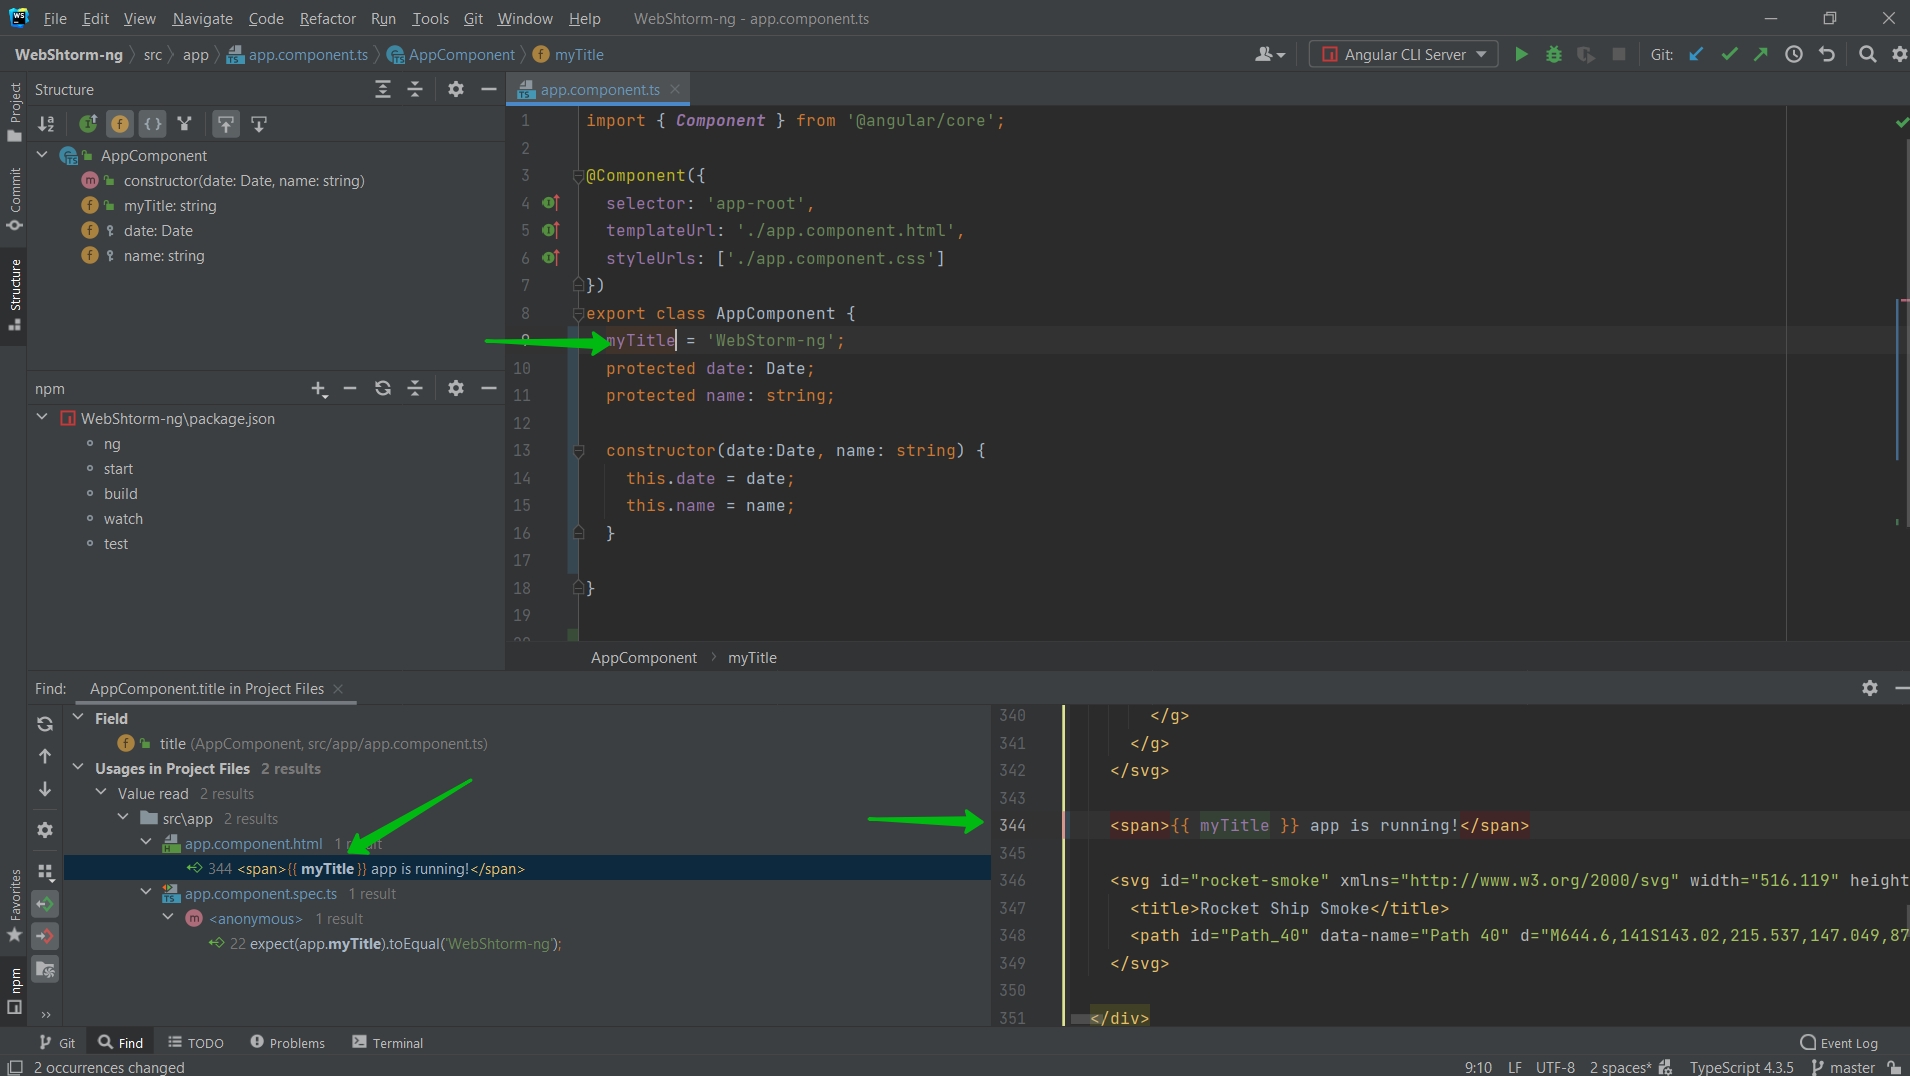 File Edit View Navigate Code Refactor Run Tools Git Window Help WebShtorm-ng - app.component.ts
WebShtorm-ng src app app.component.ts AppComponent myTitle Angular CLI Server Git:
Project
Commit
Structure
Favorites
npm
Structure
AppComponent
constructor(date: Date, name: string)
myTitle: string
date: Date
name: string
npm
WebShtorm-ng\package.json
ng
start
build
watch
test
app.component.ts
1 import { Component } from '@angular/core';
2
3 @Component({
4 selector: 'app-root',
5 templateUrl: './app.component.html',
6 styleUrls: ['./app.component.css']
7 })
8 export class AppComponent {
9 myTitle = 'WebStorm-ng';
10 protected date: Date;
11 protected name: string;
12
13 constructor(date:Date, name: string) {
14 this.date = date;
15 this.name = name;
16 }
17
18 }
19
AppComponent myTitle
Find: AppComponent.title in Project Files
Field
title (AppComponent, src/app/app.component.ts)
Usages in Project Files 2 results
Value read 2 results
src\app 2 results
app.component.html 1 result
344 <span>{{ myTitle }} app is running!</span>
app.component.spec.ts 1 result
<anonymous> 1 result
22 expect(app.myTitle).toEqual('WebShtorm-ng');
340 </g>
341 </g>
342 </svg>
343
344 <span>{{ myTitle }} app is running!</span>
345
346 <svg id="rocket-smoke" xmlns="http://www.w3.org/2000/svg" width="516.119" height
347 <title>Rocket Ship Smoke</title>
348 <path id="Path_40" data-name="Path 40" d="M644.6,141S143.02,215.537,147.049,87
349 </svg>
350
351 </div>
Git Find TODO Problems Terminal Event Log
2 occurrences changed 9:10 LF UTF-8 2 spaces* TypeScript 4.3.5 master